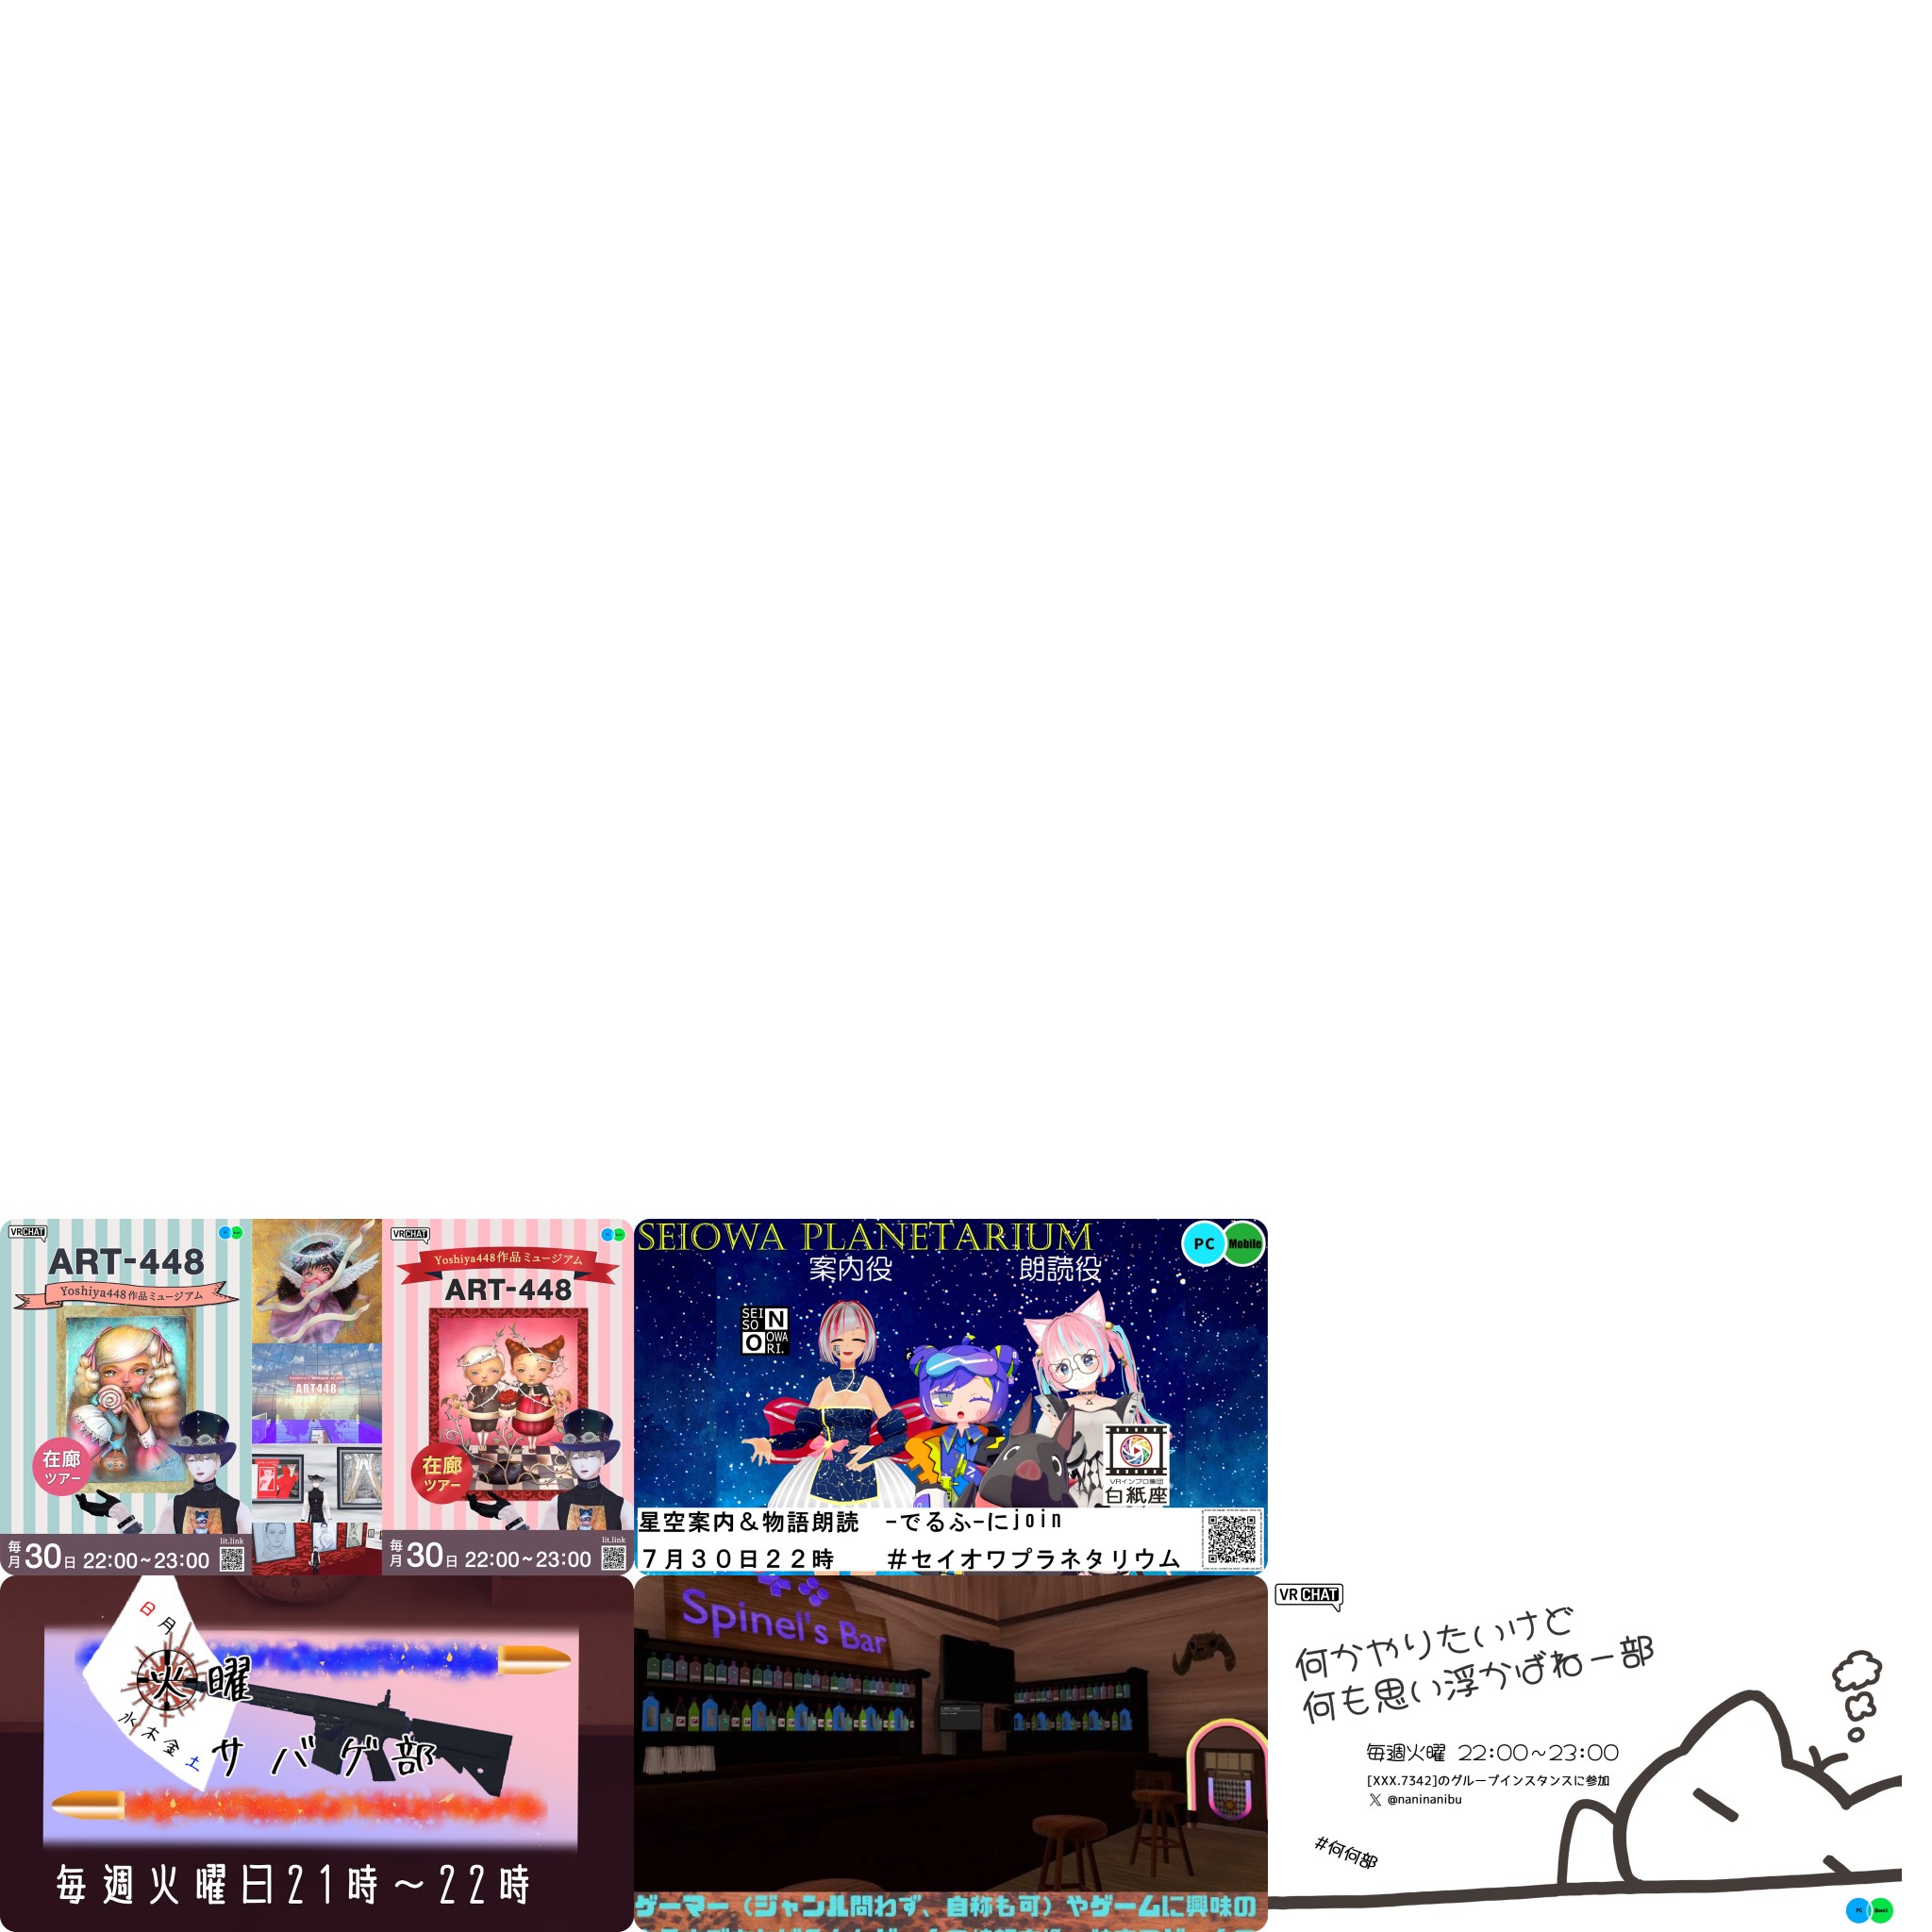 VRCHAT
ART-448
Yoshiya448作品ミュージアム
在廊
ツアー
毎月30日 22:00~23:00
lit.link
ART448
VRCHAT
Yoshiya448作品ミュージアム
ART-448
在廊
ツアー
毎月30日 22:00~23:00
lit.link
SEIOWA PLANETARIUM
PC Mobile
案内役 朗読役
SEI
SO
N
O
OWA
RI.
VRインプロ集団
白紙座
星空案内&物語朗読 -でるふ-にjoin
7月30日22時 #セイオワプラネタリウム
日
月
火曜
水
木
金
土
サバゲ部
毎週火曜日21時~22時
Spinel's Bar
ゲーマー(ジャンル問わず、自称も可)やゲームに興味の
VRCHAT
何かやりたいけど
何も思い浮かばねー部
毎週火曜 22:00~23:00
[XXX.7342]のグループインスタンスに参加
X @naninanibu
#何何部
PC Quest